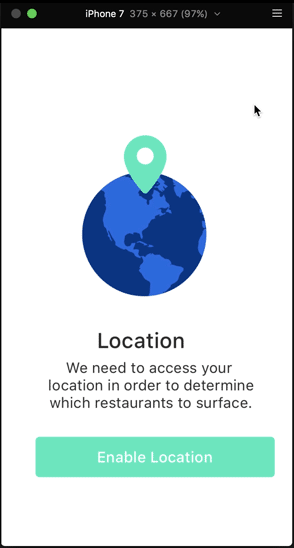 iPhone 7 375 × 667 (97%)
Location
We need to access your
location in order to determine
which restaurants to surface.
Enable Location